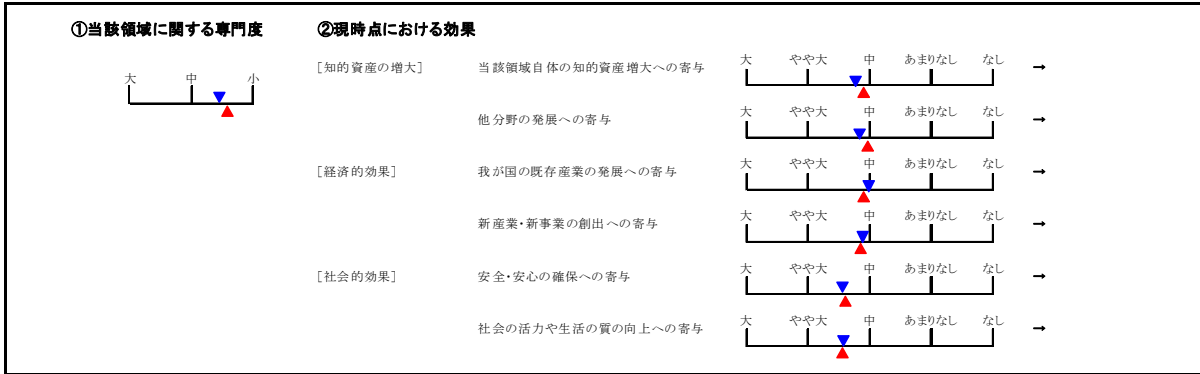 ①当該領域に関する専門度 ②現時点における効果
大 中 小
[知的資産の増大] 当該領域自体の知的資産増大への寄与 大 やや大 中 あまりなし なし →
他分野の発展への寄与 大 やや大 中 あまりなし なし →
[経済的効果] 我が国の既存産業の発展への寄与 大 やや大 中 あまりなし なし →
新産業・新事業の創出への寄与 大 やや大 中 あまりなし なし →
[社会的効果] 安全・安心の確保への寄与 大 やや大 中 あまりなし なし →
社会の活力や生活の質の向上への寄与 大 やや大 中 あまりなし なし →